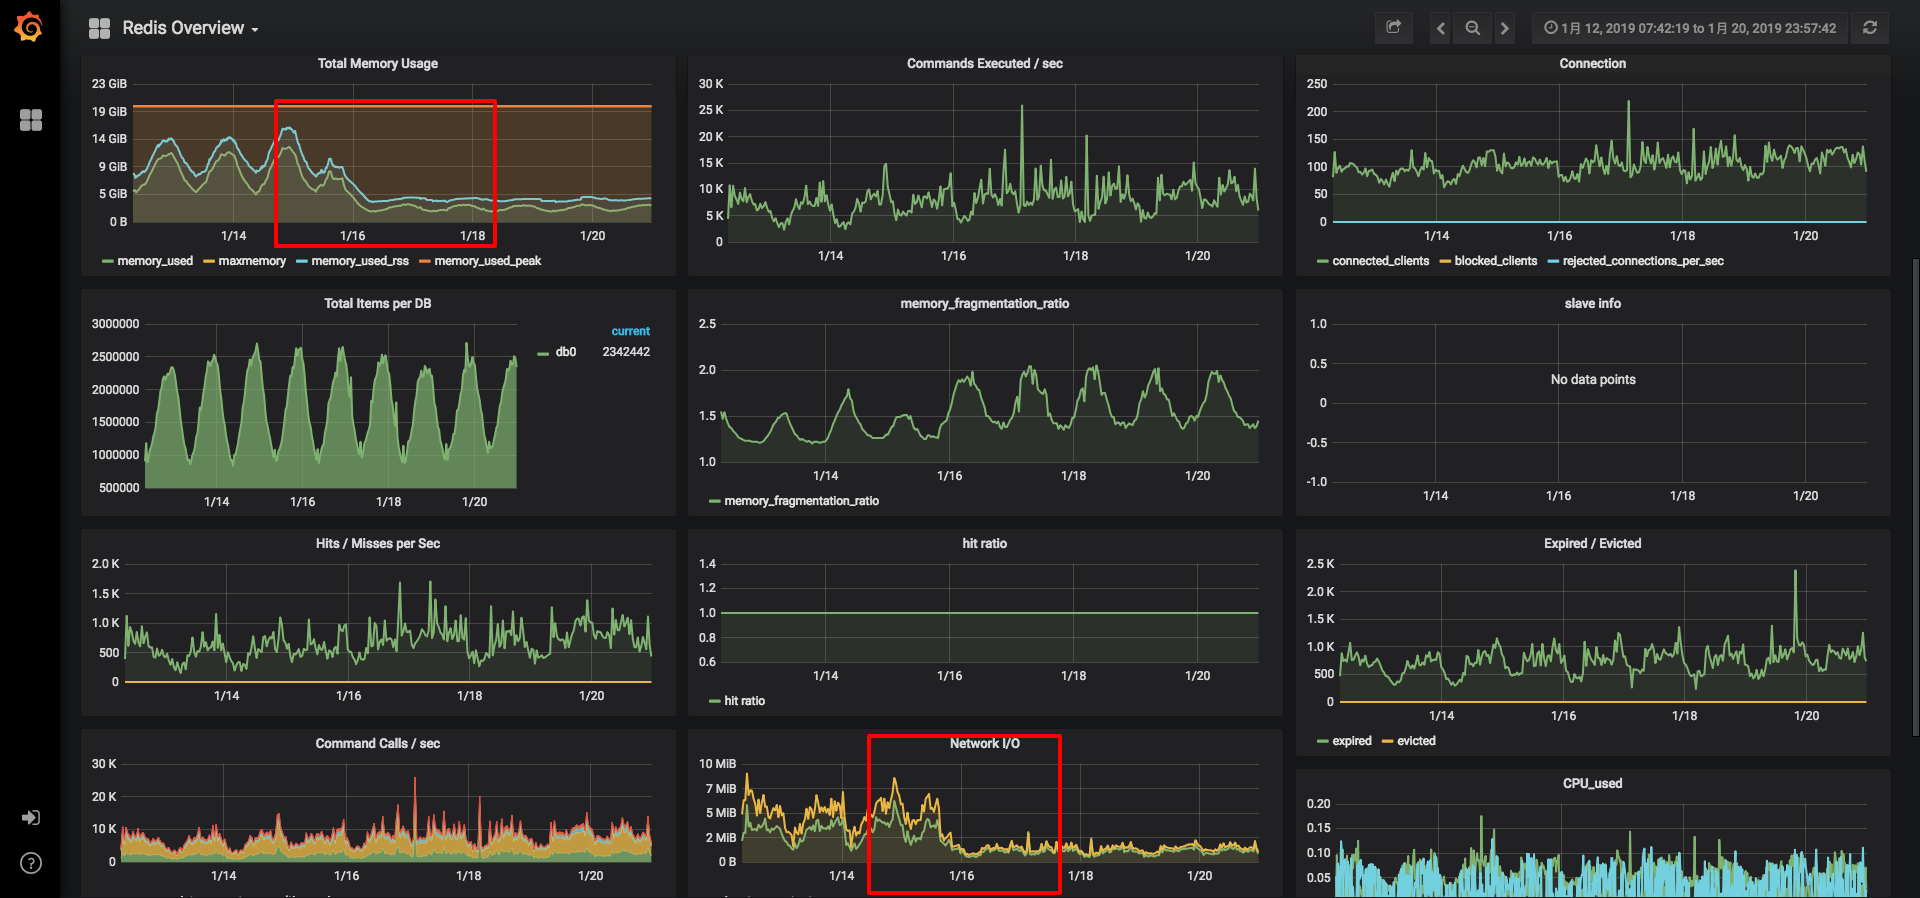 Redis Overview
1月 12, 2019 07:42:19 to 1月 20, 2019 23:57:42
Total Memory Usage
23 GiB
19 GiB
14 GiB
9 GiB
5 GiB
0 B
1/14 1/16 1/18 1/20
memory_used maxmemory memory_used_rss memory_used_peak
Commands Executed / sec
30 K
25 K
20 K
15 K
10 K
5 K
0
1/14 1/16 1/18 1/20
Connection
250
200
150
100
50
0
1/14 1/16 1/18 1/20
connected_clients blocked_clients rejected_connections_per_sec
Total Items per DB
3000000
2500000
2000000
1500000
1000000
500000
1/14 1/16 1/18 1/20
current
db0 2342442
memory_fragmentation_ratio
2.5
2.0
1.5
1.0
1/14 1/16 1/18 1/20
memory_fragmentation_ratio
slave info
1.0
0.5
0
-0.5
-1.0
No data points
1/14 1/16 1/18 1/20
Hits / Misses per Sec
2.0 K
1.5 K
1.0 K
500
0
1/14 1/16 1/18 1/20
hit ratio
1.4
1.2
1.0
0.8
0.6
1/14 1/16 1/18 1/20
hit ratio
Expired / Evicted
2.5 K
2.0 K
1.5 K
1.0 K
500
0
1/14 1/16 1/18 1/20
expired evicted
Command Calls / sec
30 K
20 K
10 K
0
1/14 1/16 1/18 1/20
Network I/O
10 MiB
7 MiB
5 MiB
2 MiB
0 B
1/14 1/16 1/18 1/20
CPU_used
0.20
0.15
0.10
0.05